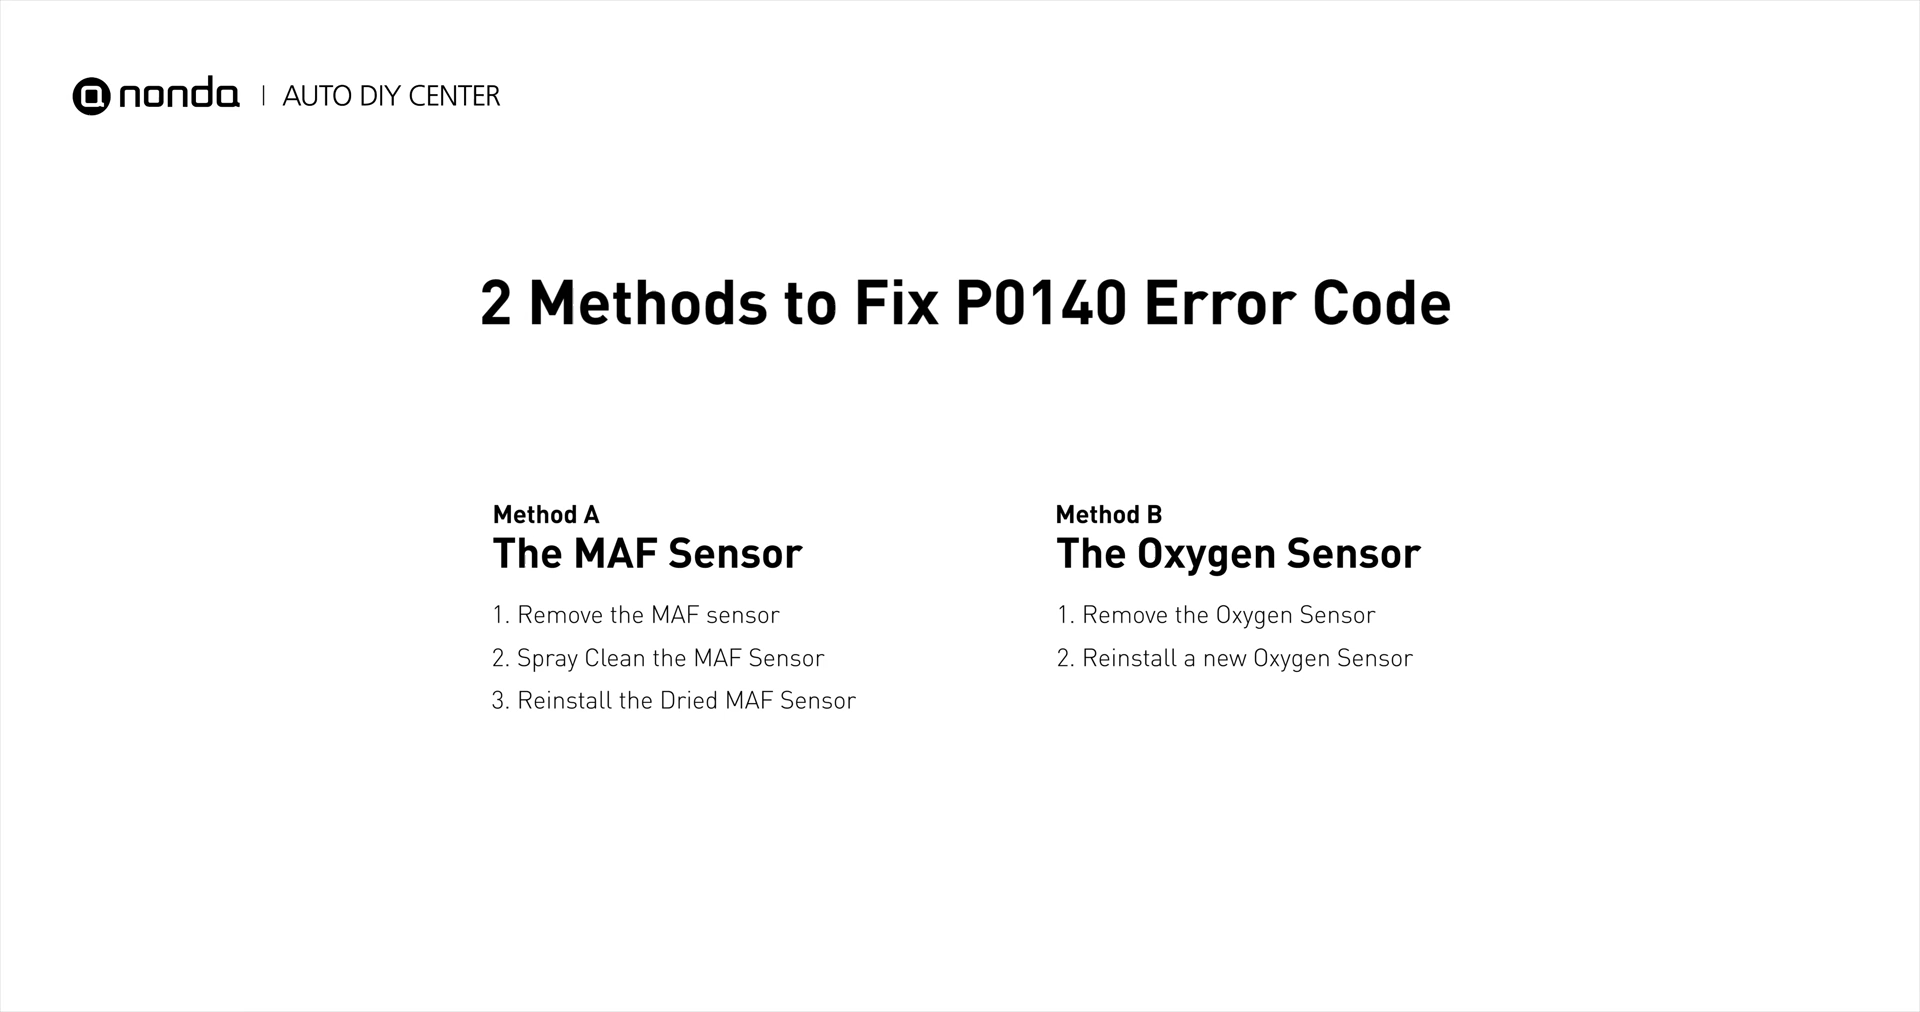 nonda | AUTO DIY CENTER
2 Methods to Fix P0140 Error Code
Method A
The MAF Sensor
1. Remove the MAF sensor
2. Spray Clean the MAF Sensor
3. Reinstall the Dried MAF Sensor
Method B
The Oxygen Sensor
1. Remove the Oxygen Sensor
2. Reinstall a new Oxygen Sensor